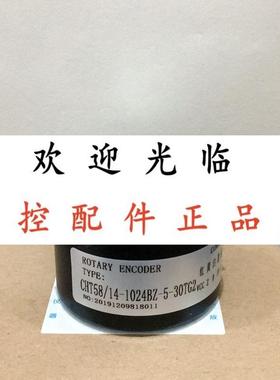 欢迎光临
控配件正品
ROTARY ENCODER
TYPE:
CHT58/14-1024BZ-5-30TG2
NO:20191209818011
VCC